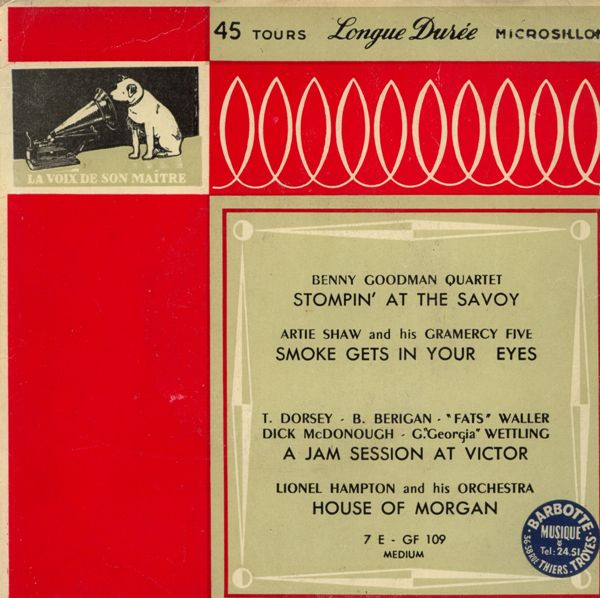 45 TOURS Longue Durée MICROSILLON
LA VOIX DE SON MAÎTRE
BENNY GOODMAN QUARTET
STOMPIN' AT THE SAVOY
ARTIE SHAW and his GRAMERCY FIVE
SMOKE GETS IN YOUR EYES
T. DORSEY - B. BERIGAN - "FATS" WALLER
DICK McDONOUGH - G."Georgia" WETTLING
A JAM SESSION AT VICTOR
LIONEL HAMPTON and his ORCHESTRA
HOUSE OF MORGAN
7 E - GF 109
MEDIUM
BARBOTTE
MUSIQUE
Tel: 24.51
36-38 RUE THIERS. TROYES